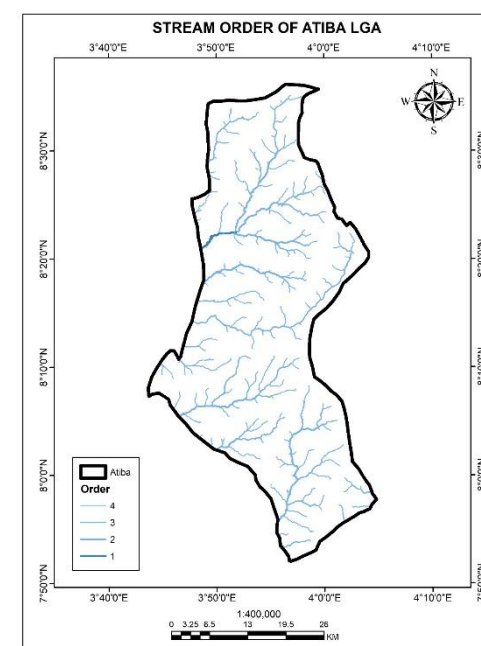 STREAM ORDER OF ATIBA LGA
3°40'0"E 3°50'0"E 4°0'0"E 4°10'0"E
N
W E
S
8°30'0"N
8°20'0"N
8°10'0"N
8°0'0"N
7°50'0"N
Atiba
Order
4
3
2
1
3°40'0"E 3°50'0"E 4°0'0"E 4°10'0"E
1:400,000
0 3.25 6.5 13 19.5 26
KM